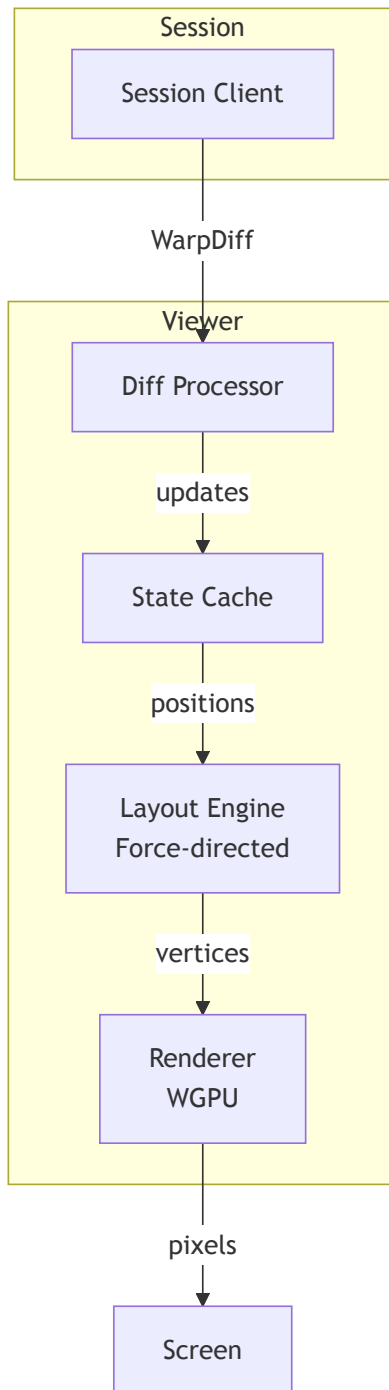 Session
Session Client
WarpDiff
Viewer
Diff Processor
updates
State Cache
positions
Layout Engine
Force-directed
vertices
Renderer
WGPU
pixels
Screen